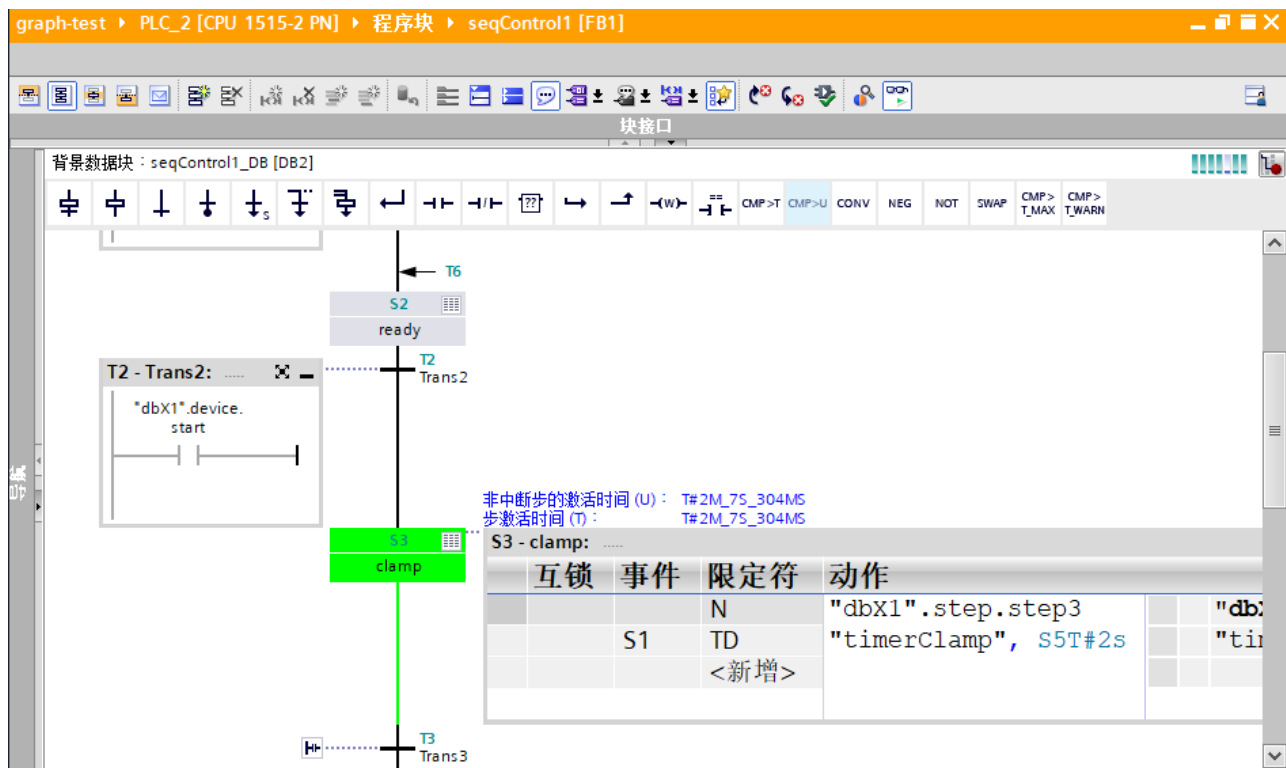 graph-test ▸ PLC_2 [CPU 1515-2 PN] ▸ 程序块 ▸ seqControl1 [FB1]
块接口
背景数据块：seqControl1_DB [DB2]
?? (W) == CMP>T CMP>U CONV NEG NOT SWAP CMP> T_MAX CMP> T_WARN
T6
S2
ready
T2 - Trans2: .....
T2
Trans2
"dbX1".device.
start
非中断步的激活时间 (U)： T#2M_7S_304MS
步激活时间 (T)： T#2M_7S_304MS
S3
clamp
S3 - clamp: .....
互锁 事件 限定符 动作
N "dbX1".step.step3
S1 TD "timerClamp", S5T#2s
<新增>
T3
Trans3